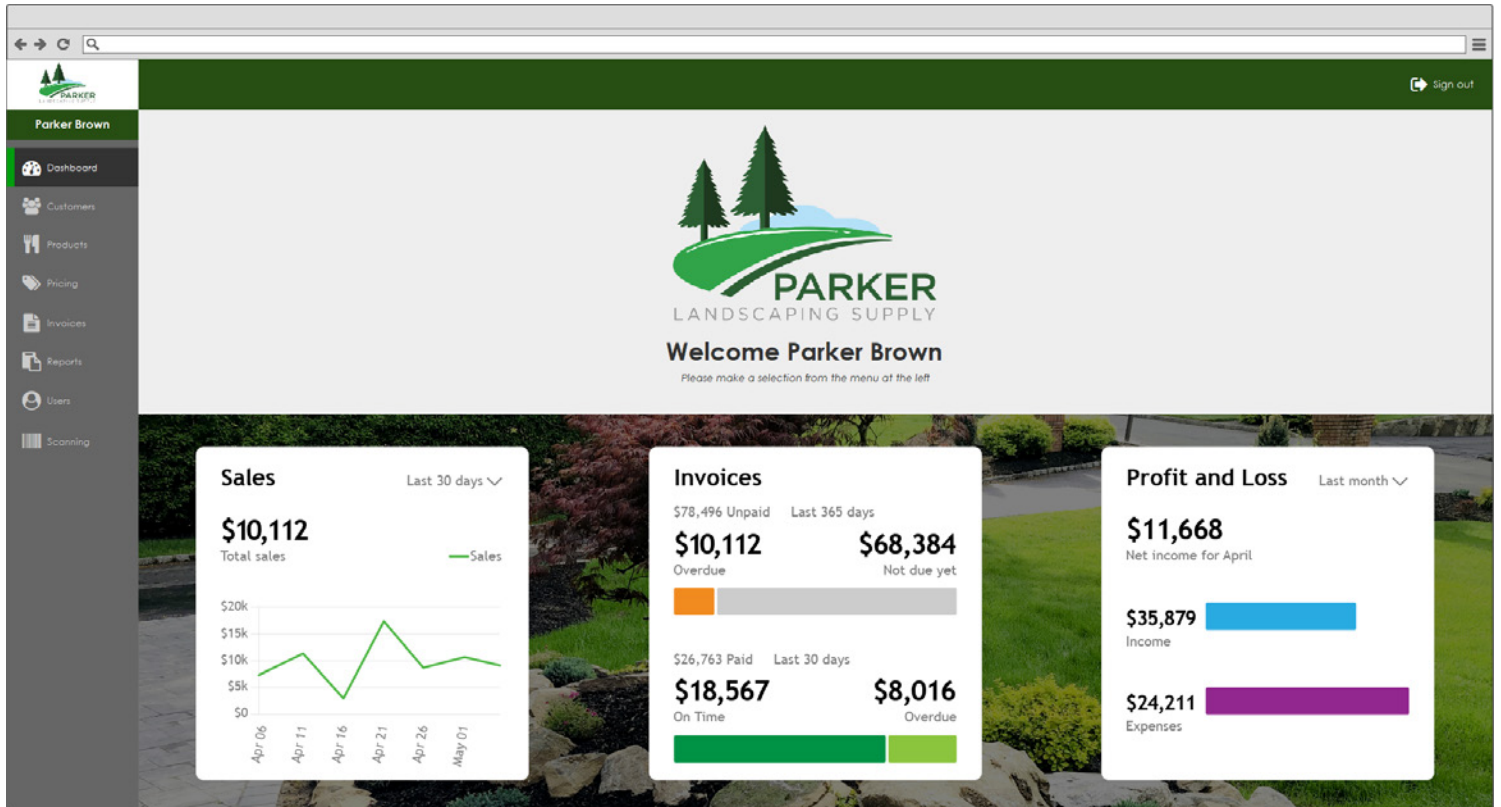 PARKER
LANDSCAPING SUPPLY
Sign out
Parker Brown
Dashboard
Customers
Products
Pricing
Invoices
Reports
Users
Scanning
PARKER
LANDSCAPING SUPPLY
Welcome Parker Brown
Please make a selection from the menu at the left
Sales
Last 30 days
$10,112
Total sales
Sales
$20k
$15k
$10k
$5k
$0
Apr 06
Apr 11
Apr 16
Apr 21
Apr 26
May 01
Invoices
$78,496 Unpaid Last 365 days
$10,112 $68,384
Overdue Not due yet
$26,763 Paid Last 30 days
$18,567 $8,016
On Time Overdue
Profit and Loss
Last month
$11,668
Net income for April
$35,879
Income
$24,211
Expenses